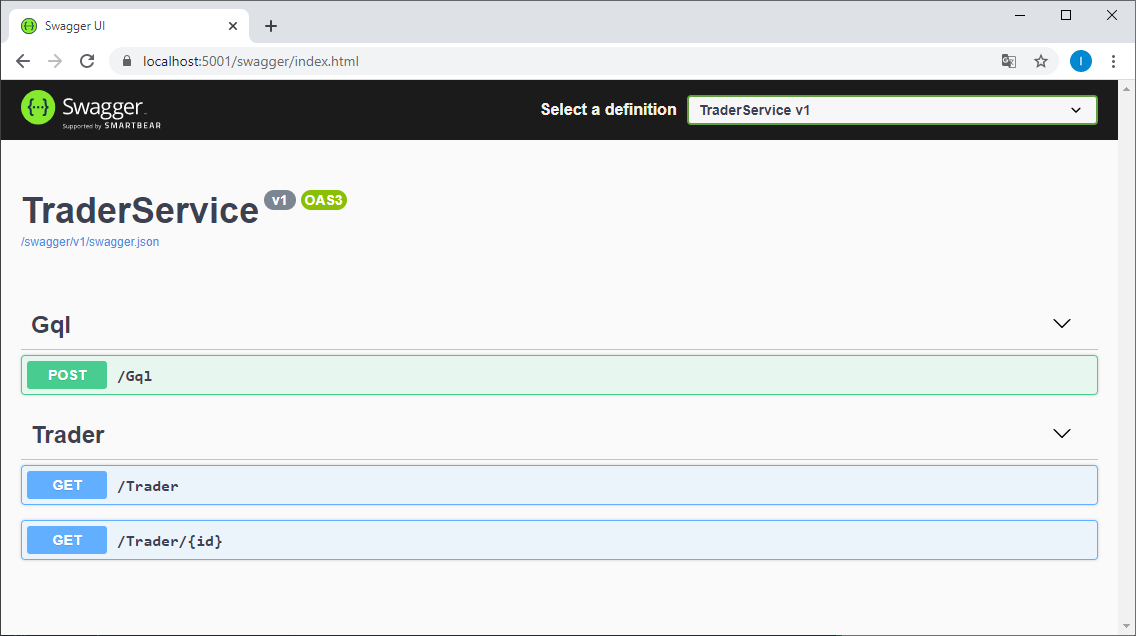 Swagger UI
localhost:5001/swagger/index.html
Swagger
Supported by SMARTBEAR
Select a definition
TraderService v1
TraderService v1 OAS3
/swagger/v1/swagger.json
Gql
POST /Gql
Trader
GET /Trader
GET /Trader/{id}